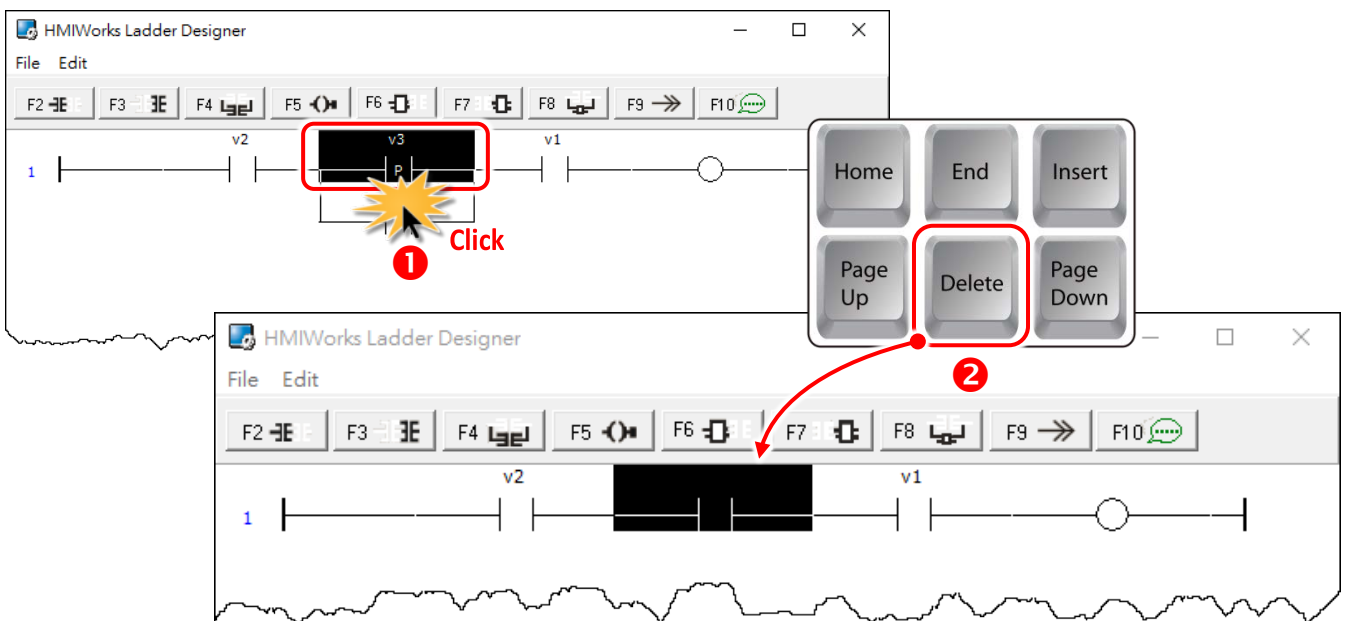 HMIWorks Ladder Designer
File Edit
F2 F3 F4 F5 F6 F7 F8 F9 F10
v2 v3 v1
1 P
Click
1
Home End Insert
Page Up Delete Page Down
2
HMIWorks Ladder Designer
File Edit
F2 F3 F4 F5 F6 F7 F8 F9 F10
v2 v1
1